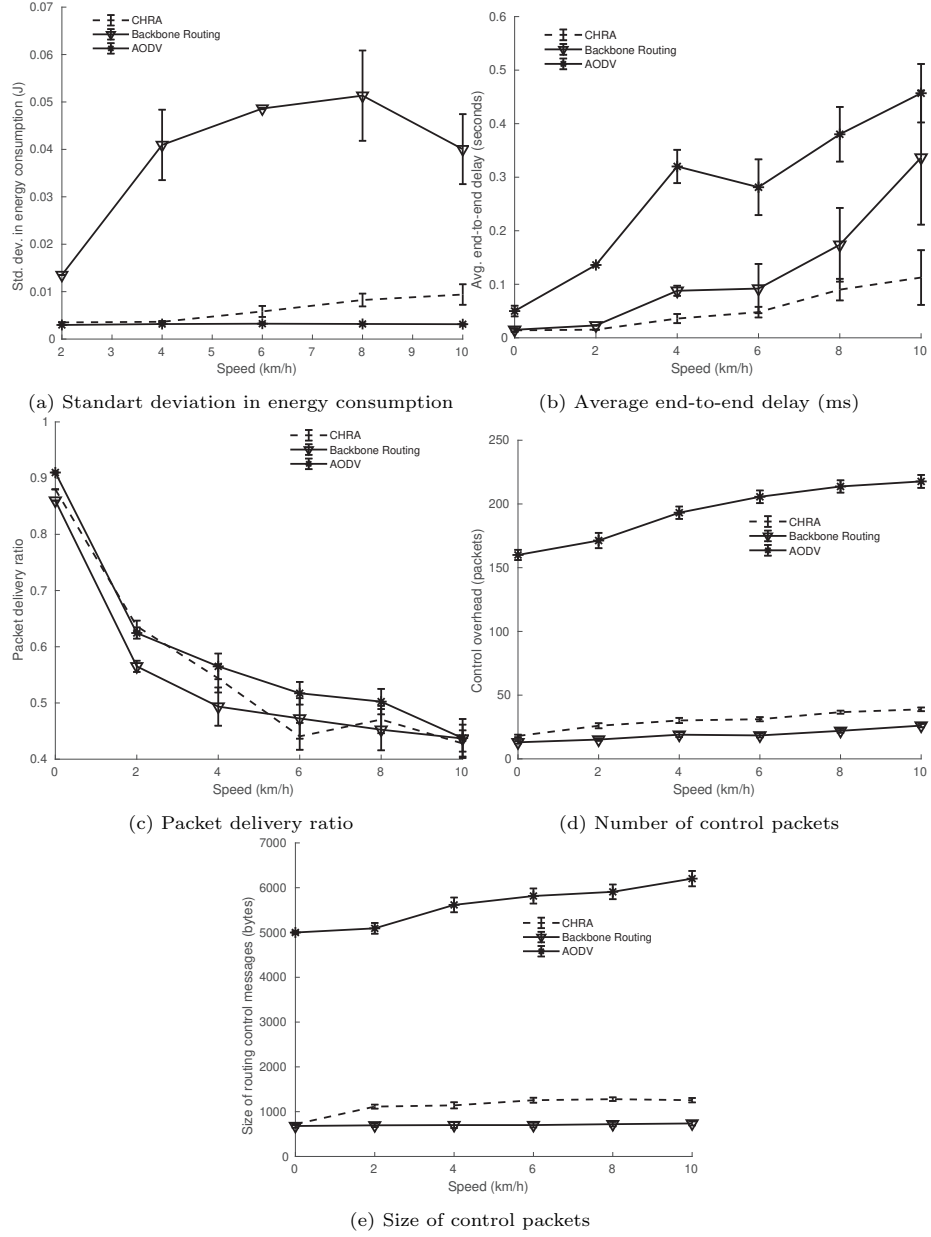 0.07
0.06
0.05
0.04
0.03
0.02
0.01
0
Std. dev. in energy consumption (J)
CHRA
Backbone Routing
AODV
2 3 4 5 6 7 8 9 10
Speed (km/h)
(a) Standart deviation in energy consumption
0.6
0.5
0.4
0.3
0.2
0.1
0
Avg. end-to-end delay (seconds)
CHRA
Backbone Routing
AODV
0 2 4 6 8 10
Speed (km/h)
(b) Average end-to-end delay (ms)
1
0.9
0.8
0.7
0.6
0.5
0.4
Packet delivery ratio
CHRA
Backbone Routing
AODV
0 2 4 6 8 10
Speed (km/h)
(c) Packet delivery ratio
250
200
150
100
50
0
Control overhead (packets)
CHRA
Backbone Routing
AODV
0 2 4 6 8 10
Speed (km/h)
(d) Number of control packets
7000
6000
5000
4000
3000
2000
1000
0
Size of routing control messages (bytes)
CHRA
Backbone Routing
AODV
0 2 4 6 8 10
Speed (km/h)
(e) Size of control packets